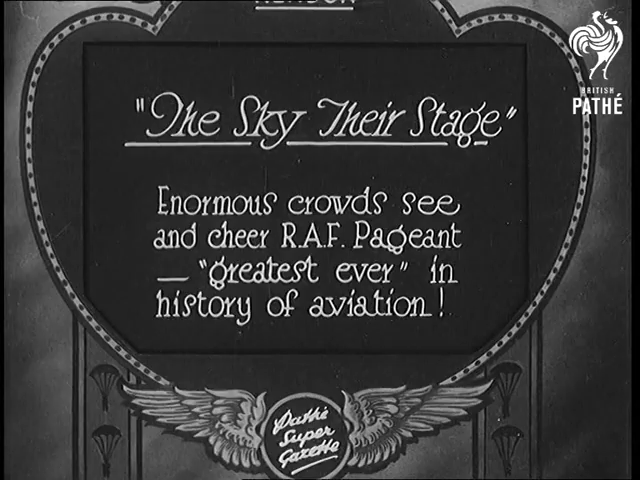 HENDON
BRITISH
PATHÉ
"The Sky Their Stage"
Enormous crowds see
and cheer R.A.F. Pageant
— "greatest ever" in
history of aviation!
Pathé
Super
Gazette